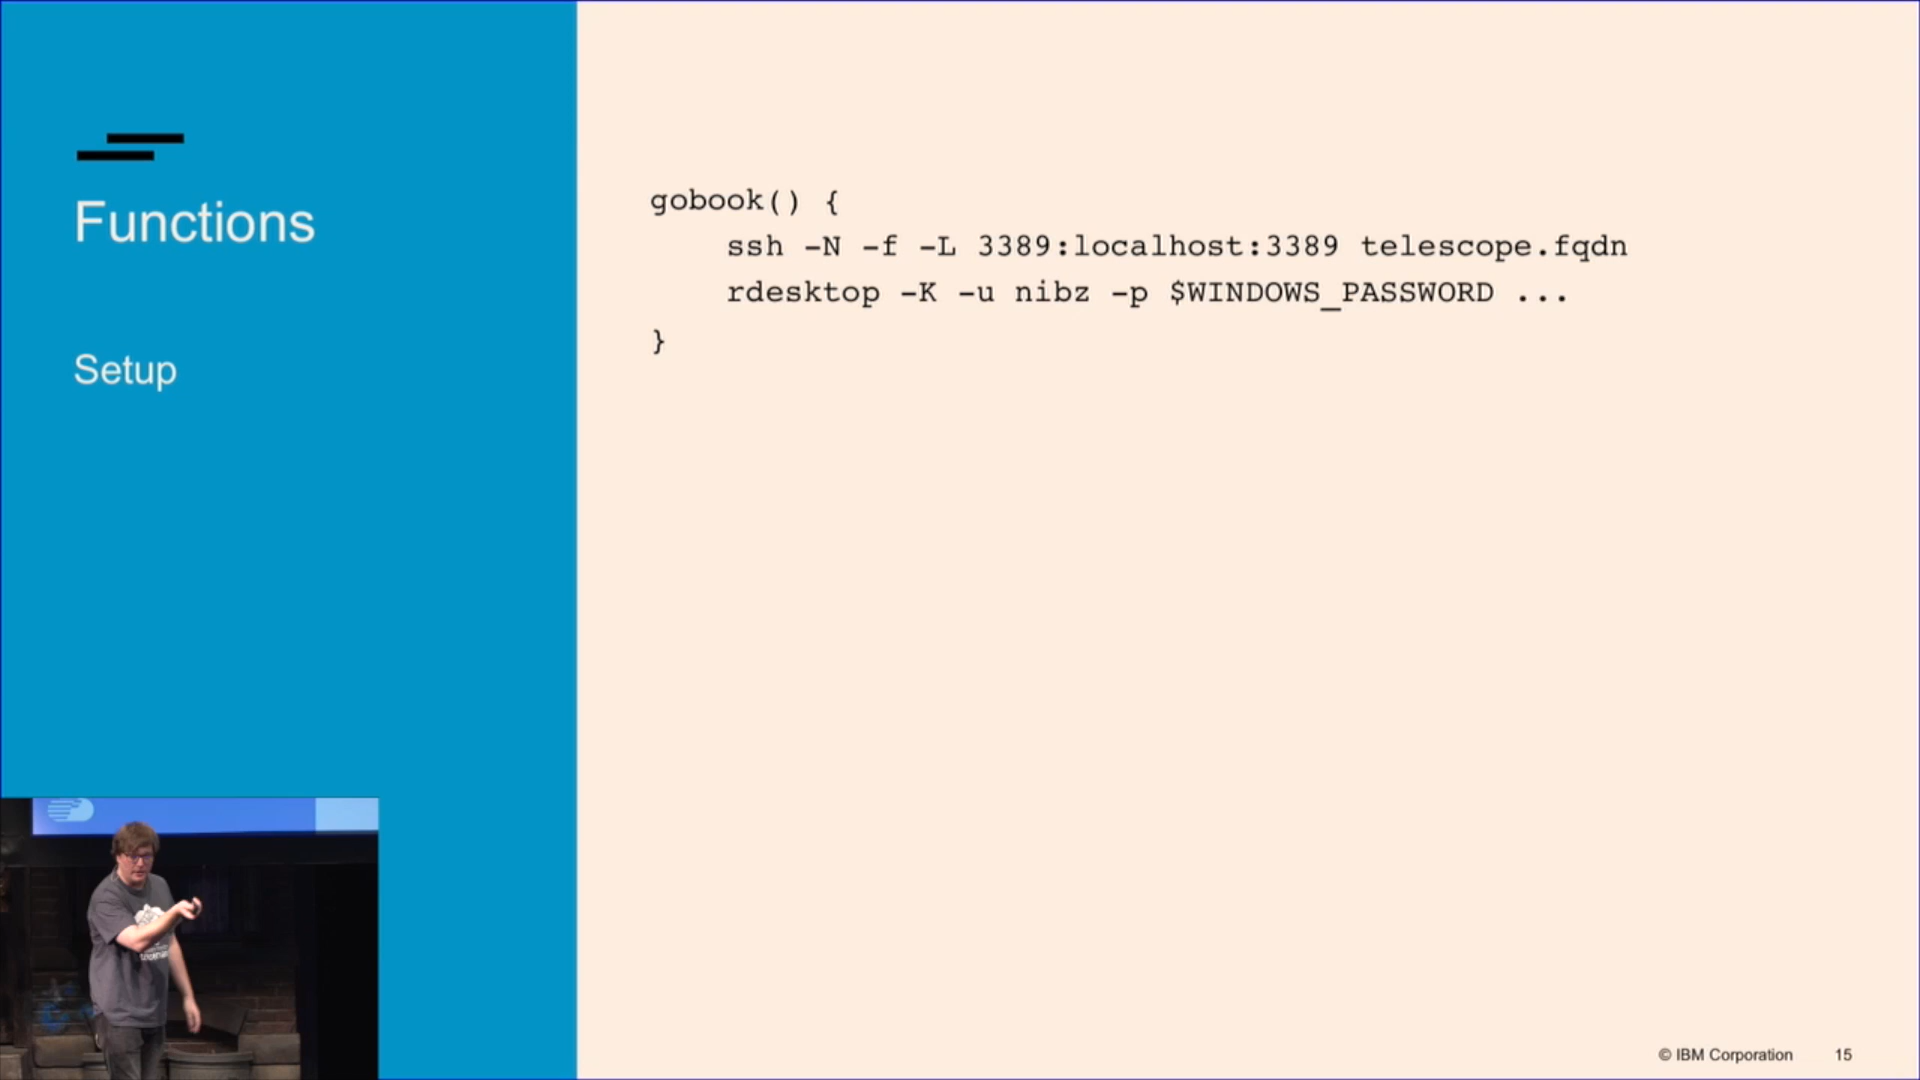 Functions
Setup
gobook() {
    ssh -N -f -L 3389:localhost:3389 telescope.fqdn
    rdesktop -K -u nibz -p $WINDOWS_PASSWORD ...
}
© IBM Corporation 15